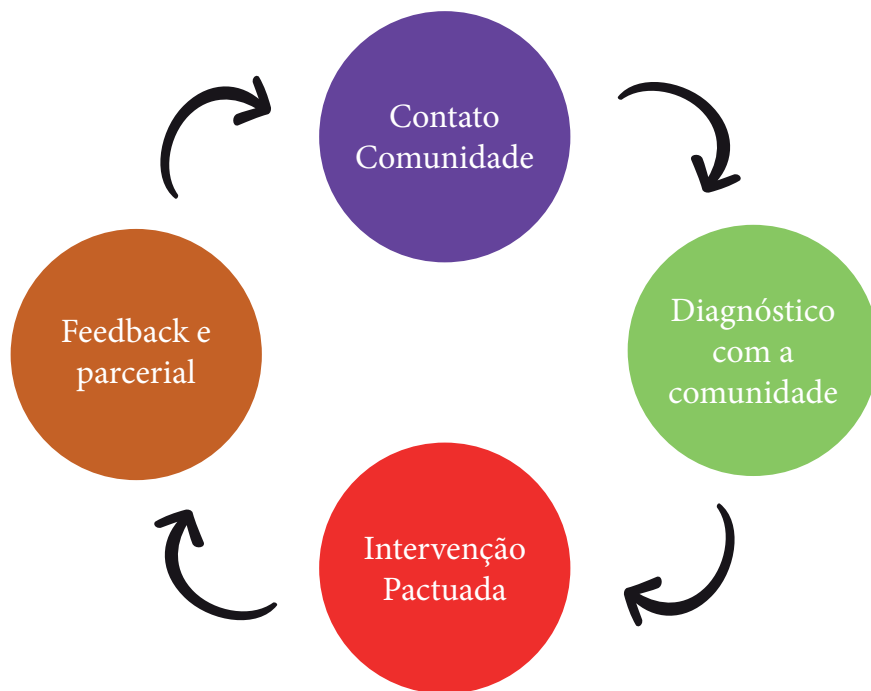 Contato
Comunidade
Diagnóstico
com a
comunidade
Intervenção
Pactuada
Feedback e
parcerial